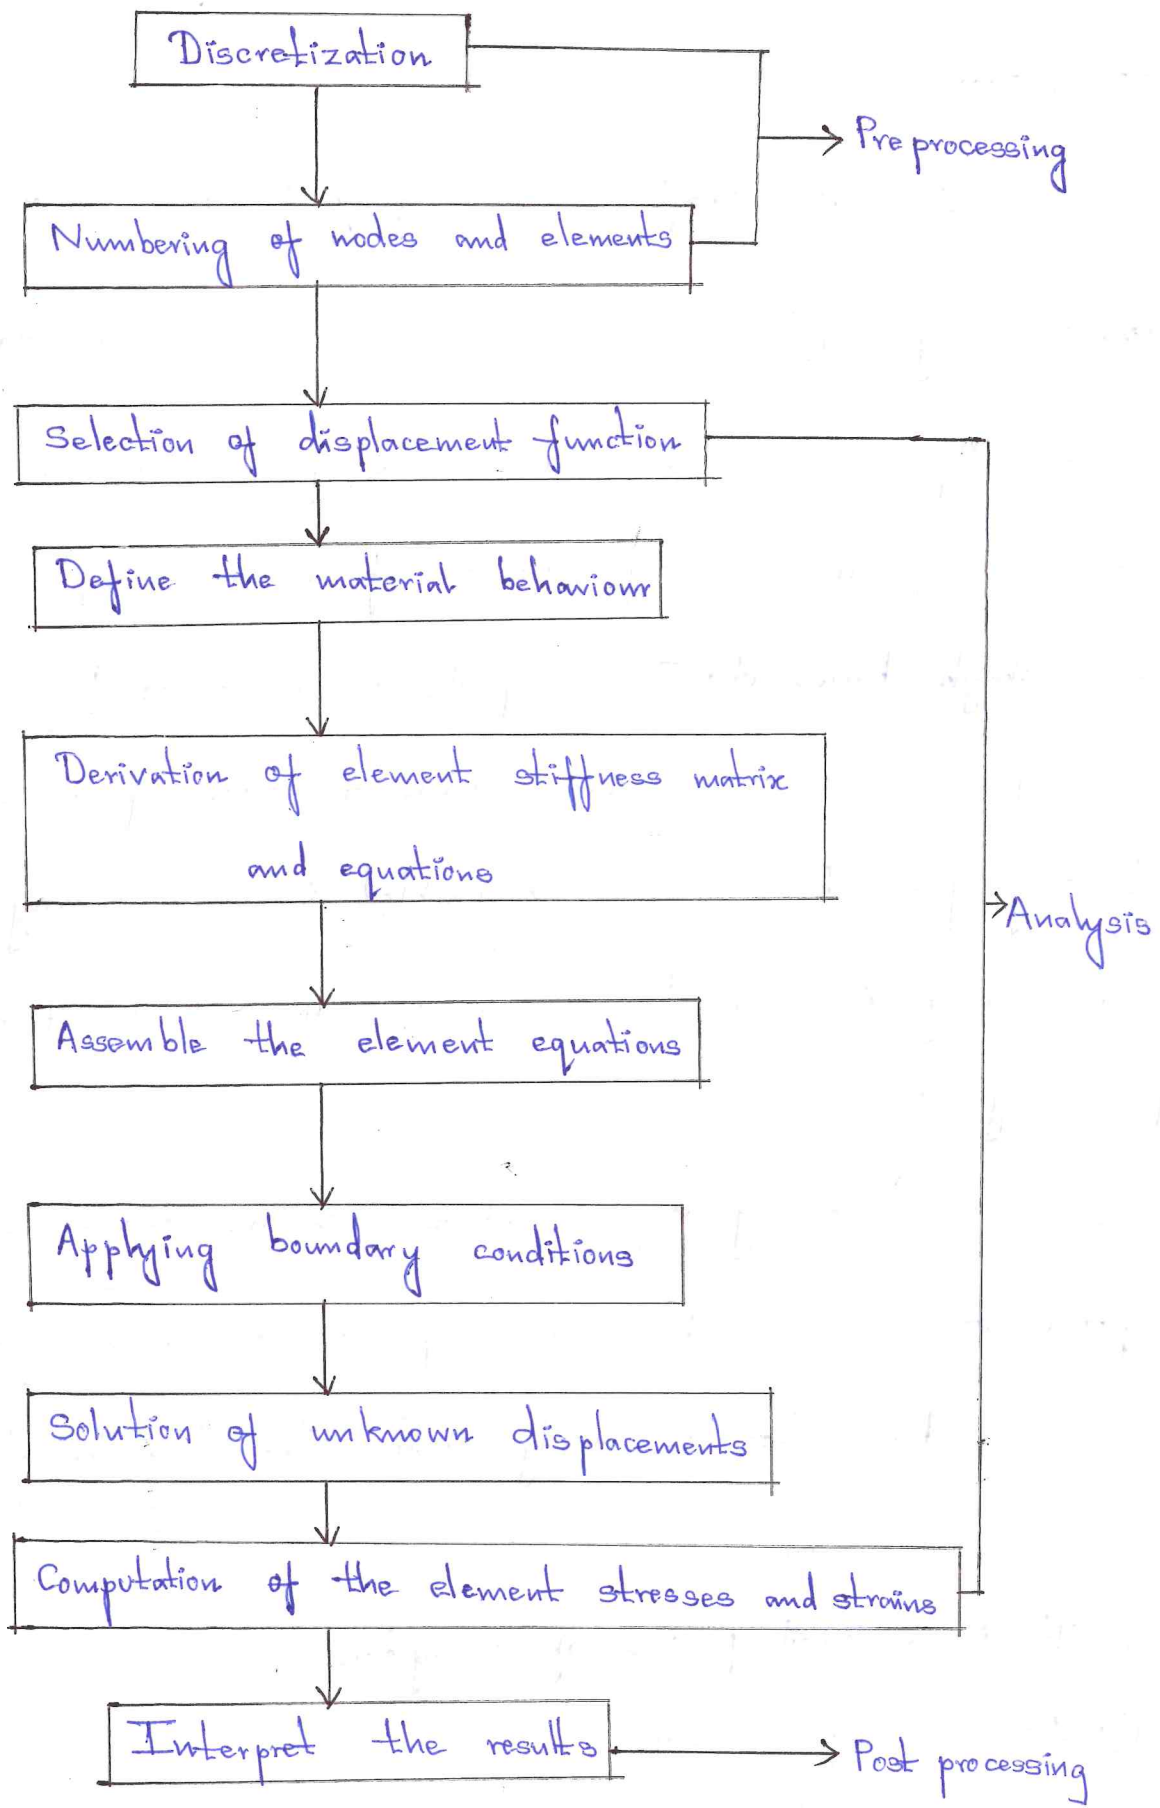 Discretization
Pre processing
Numbering of nodes and elements
Selection of displacement function
Define the material behaviour
Derivation of element stiffness matrix
and equations
Analysis
Assemble the element equations
Applying boundary conditions
Solution of unknown displacements
Computation of the element stresses and strains
Interpret the results
Post processing